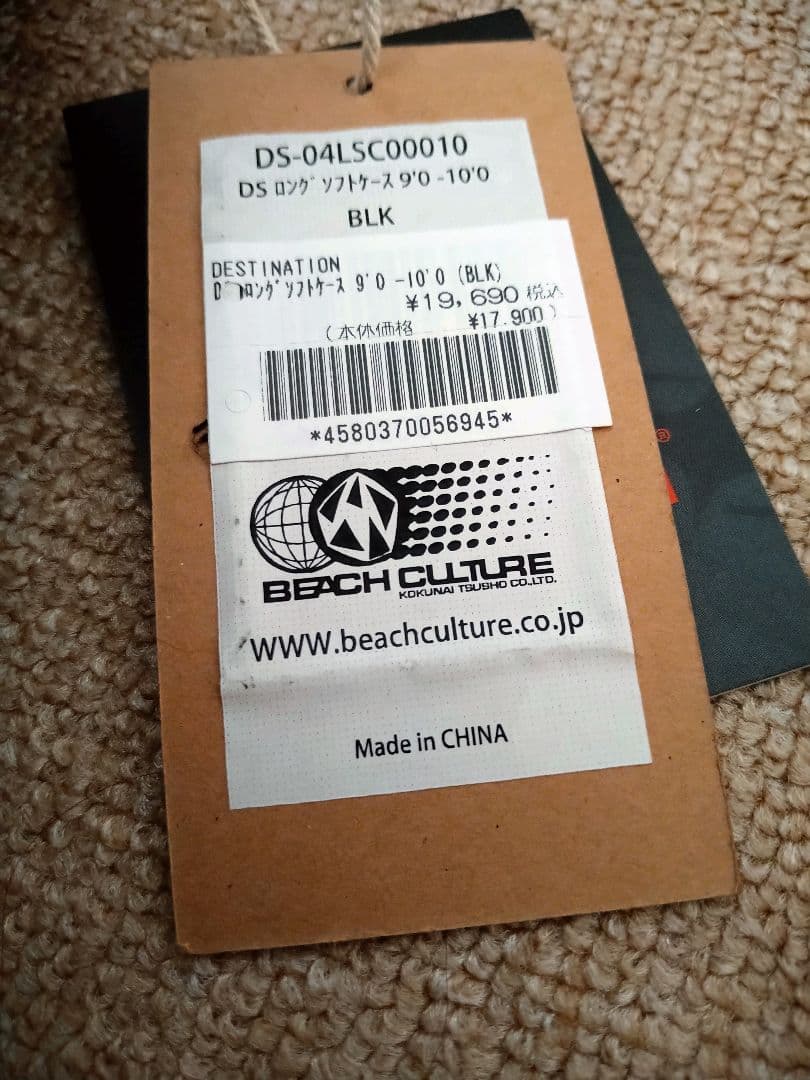 DS-04LSC00010
DS ﾛﾝｸﾞ ｿﾌﾄｹｰｽ 9'0 -10'0
BLK
DESTINATION
ﾛﾝｸﾞｿﾌﾄｹｰｽ 9'0 -10'0 (BLK)
¥19,690 税込
(本体価格 ¥17,900)
*4580370056945*
BEACH CULTURE
KOKUNAI TSUSHO CO.,LTD.
WWW.beachculture.co.jp
Made in CHINA
®